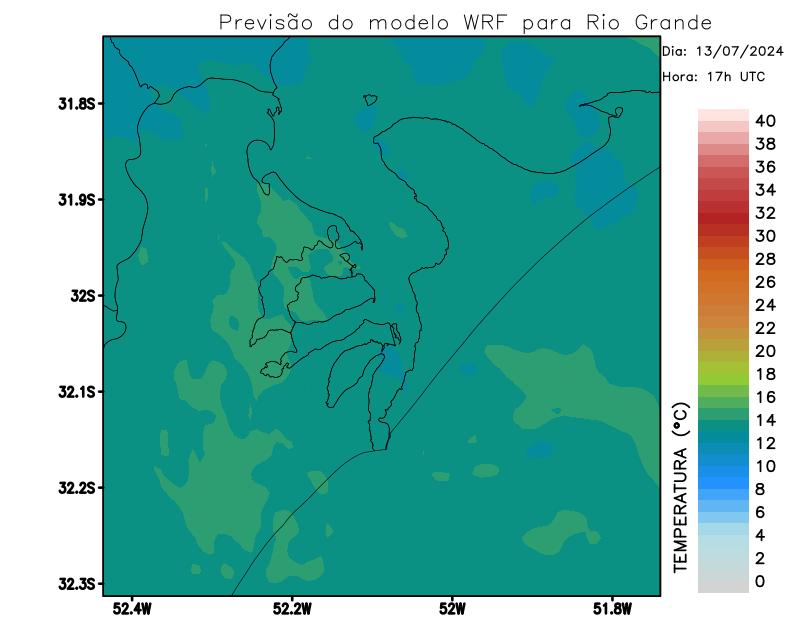 Previsão do modelo WRF para Rio Grande
Dia: 13/07/2024
Hora: 17h UTC
31.8S
31.9S
32S
32.1S
32.2S
32.3S
52.4W
52.2W
52W
51.8W
TEMPERATURA (°C)
40
38
36
34
32
30
28
26
24
22
20
18
16
14
12
10
8
6
4
2
0